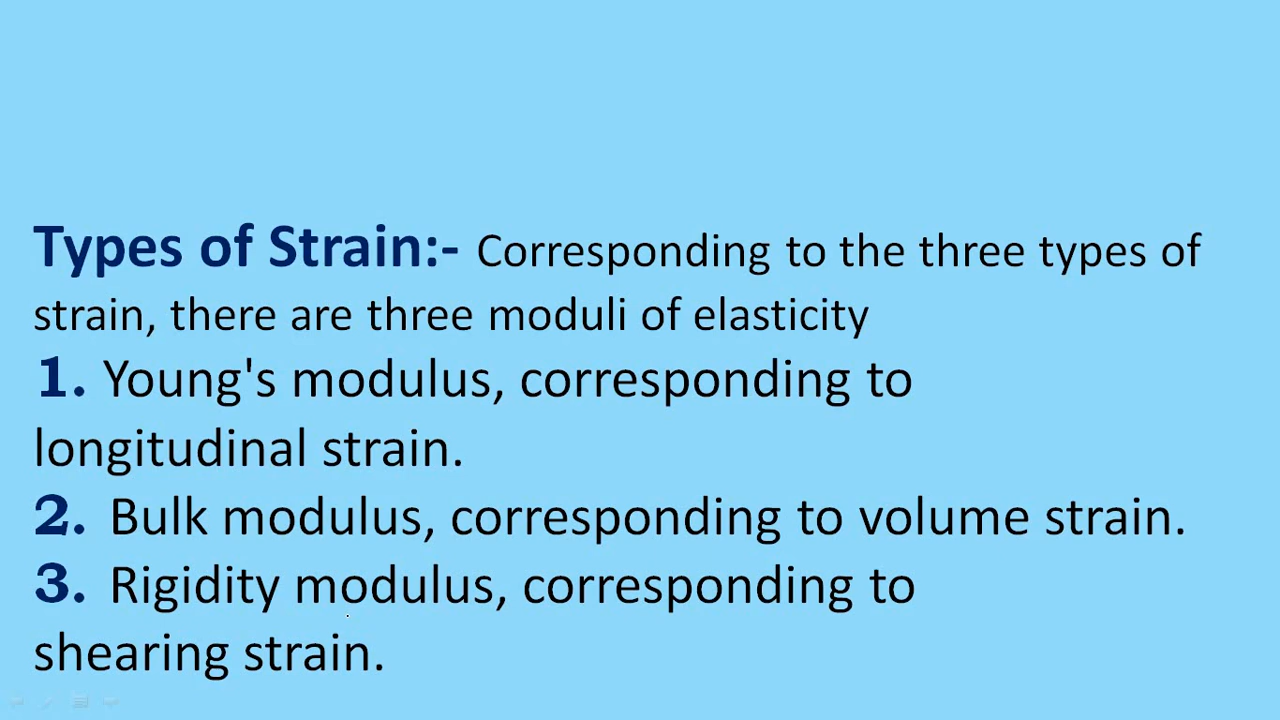 Types of Strain:- Corresponding to the three types of
strain, there are three moduli of elasticity
1. Young's modulus, corresponding to
longitudinal strain.
2. Bulk modulus, corresponding to volume strain.
3. Rigidity modulus, corresponding to
shearing strain.